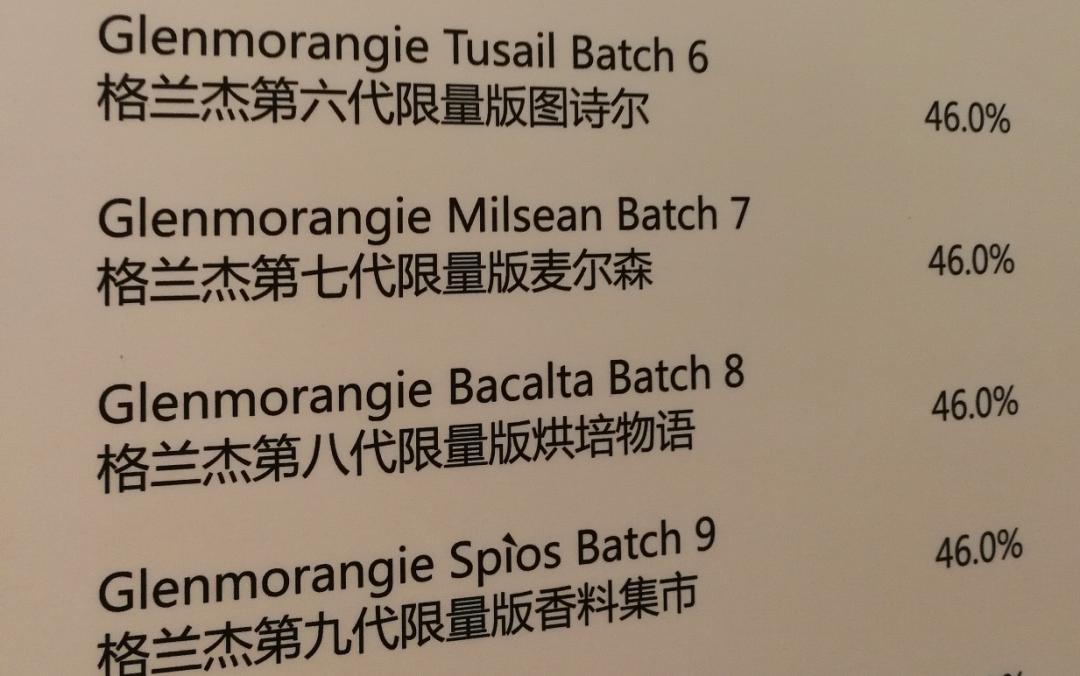 Glenmorangie Tusail Batch 6
格兰杰第六代限量版图诗尔
46.0%
Glenmorangie Milsean Batch 7
格兰杰第七代限量版麦尔森
46.0%
Glenmorangie Bacalta Batch 8
格兰杰第八代限量版烘培物语
46.0%
Glenmorangie Spìos Batch 9
格兰杰第九代限量版香料集市
46.0%